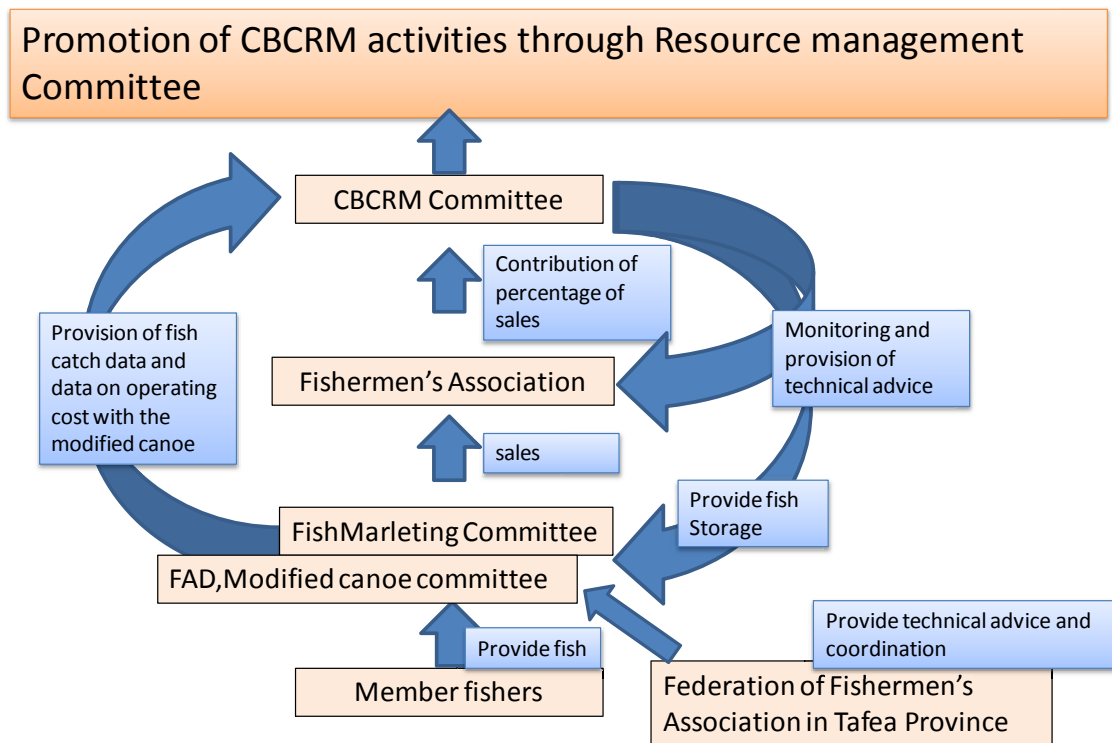 Promotion of CBCRM activities through Resource management
Committee
CBCRM Committee
Contribution of
percentage of
sales
Provision of fish
catch data and
data on operating
cost with the
modified canoe
Monitoring and
provision of
technical advice
Fishermen’s Association
sales
Provide fish
Storage
FishMarleting Committee
FAD,Modified canoe committee
Provide technical advice and
coordination
Provide fish
Member fishers
Federation of Fishermen’s
Association in Tafea Province